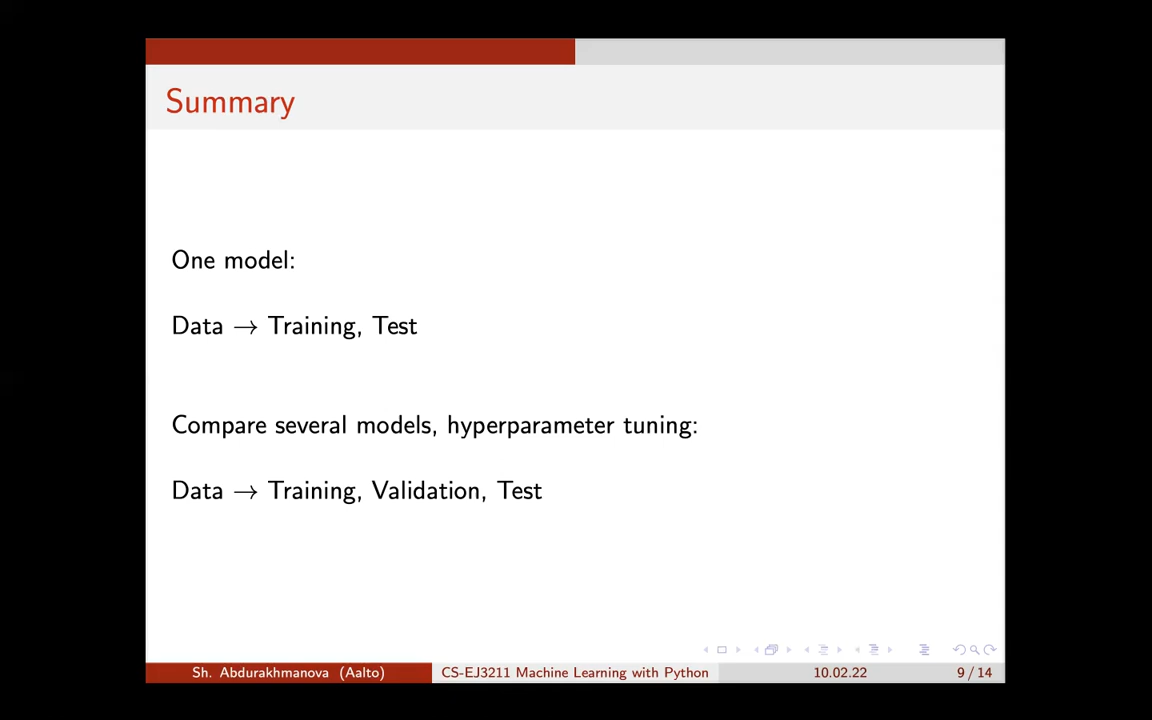 Summary
One model:
Data → Training, Test
Compare several models, hyperparameter tuning:
Data → Training, Validation, Test
Sh. Abdurakhmanova (Aalto) CS-EJ3211 Machine Learning with Python 10.02.22 9 / 14